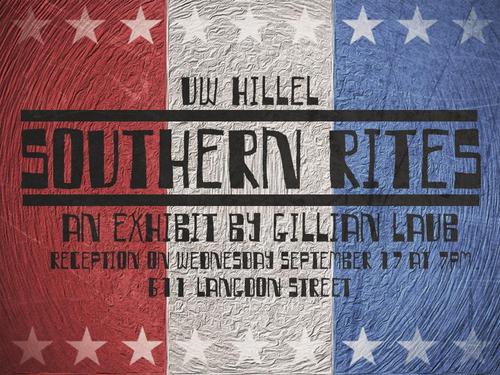 UW HILLEL
SOUTHERN RITES
AN EXHIBIT BY GILLIAN LAUB
RECEPTION ON WEDNESDAY SEPTEMBER 17 AT 7PM
611 LANGDON STREET